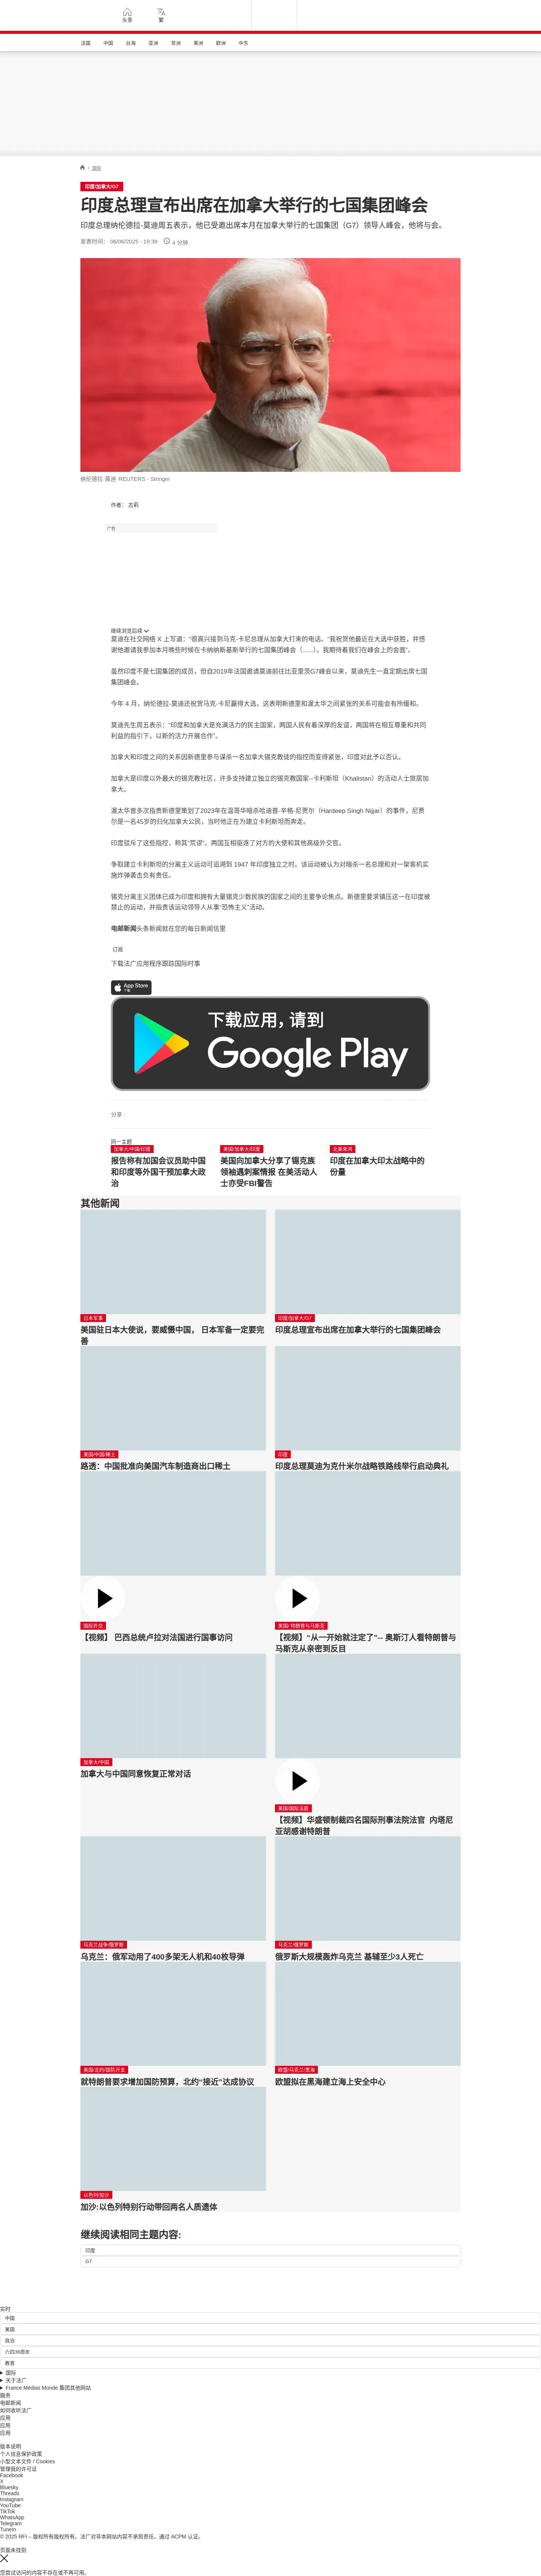 头条
繁
法国
中国
台海
亚洲
非洲
美洲
欧洲
中东
/ 国际
印度/加拿大/G7
印度总理宣布出席在加拿大举行的七国集团峰会
印度总理纳伦德拉-莫迪周五表示，他已受邀出席本月在加拿大举行的七国集团（G7）领导人峰会，他将与会。
发表时间： 06/06/2025 - 19:39 4 分钟
纳伦德拉·莫迪 REUTERS - Stringer
作者： 古莉
广告
继续浏览后续
莫迪在社交网络 X 上写道：“很高兴接到马克-卡尼总理从加拿大打来的电话。“我祝贺他最近在大选中获胜，并感
谢他邀请我参加本月晚些时候在卡纳纳斯基斯举行的七国集团峰会（......）。我期待着我们在峰会上的会面”。
虽然印度不是七国集团的成员，但自2019年法国邀请莫迪前往比亚里茨G7峰会以来，莫迪先生一直定期出席七国
集团峰会。
今年 4 月，纳伦德拉-莫迪还祝贺马克-卡尼赢得大选，这表明新德里和渥太华之间紧张的关系可能会有所缓和。
莫迪先生周五表示：“印度和加拿大是充满活力的民主国家，两国人民有着深厚的友谊，两国将在相互尊重和共同
利益的指引下，以新的活力开展合作”。
加拿大和印度之间的关系因新德里参与谋杀一名加拿大锡克教徒的指控而变得紧张，印度对此予以否认。
加拿大是印度以外最大的锡克教社区，许多支持建立独立的锡克教国家--卡利斯坦（Khalistan）的活动人士旅居加
拿大。
渥太华曾多次指责新德里策划了2023年在温哥华暗杀哈迪普-辛格-尼贾尔（Hardeep Singh Nijjar）的事件，尼贾
尔是一名45岁的归化加拿大公民，当时他正在为建立卡利斯坦而奔走。
印度驳斥了这些指控，称其“荒谬”。两国互相驱逐了对方的大使和其他高级外交官。
争取建立卡利斯坦的分离主义运动可追溯到 1947 年印度独立之时。该运动被认为对暗杀一名总理和对一架客机实
施炸弹袭击负有责任。
锡克分离主义团体已成为印度和拥有大量锡克少数民族的国家之间的主要争论焦点。新德里要求镇压这一在印度被
禁止的运动，并指责该运动领导人从事“恐怖主义”活动。
电邮新闻头条新闻就在您的每日新闻信里
订阅
下载法广应用程序跟踪国际时事
App Store
下载应用，请到
Google Play
分享 :
同一主题
加拿大/中国/印度
报告称有加国会议员助中国
和印度等外国干预加拿大政
治
美国/加拿大/印度
美国向加拿大分享了锡克族
领袖遇刺案情报 在美活动人
士亦受FBI警告
北美来鸿
印度在加拿大印太战略中的
份量
其他新闻
日本军事
美国驻日本大使说，要威慑中国， 日本军备一定要完
善
印度/加拿大/G7
印度总理宣布出席在加拿大举行的七国集团峰会
美国/中国/稀土
路透：中国批准向美国汽车制造商出口稀土
印度
印度总理莫迪为克什米尔战略铁路线举行启动典礼
国际外交
【视频】 巴西总统卢拉对法国进行国事访问
美国/ 特朗普与马斯克
【视频】“从一开始就注定了”-- 奥斯汀人看特朗普与
马斯克从亲密到反目
加拿大/中国
加拿大与中国同意恢复正常对话
美国/国际法庭
【视频】华盛顿制裁四名国际刑事法院法官 内塔尼
亚胡感谢特朗普
乌克兰战争/俄罗斯
乌克兰：俄军动用了400多架无人机和40枚导弹
乌克兰/俄罗斯
俄罗斯大规模轰炸乌克兰 基辅至少3人死亡
美国/北约/国防开支
就特朗普要求增加国防预算，北约“接近”达成协议
欧盟/乌克兰/黑海
欧盟拟在黑海建立海上安全中心
以色列/加沙
加沙:以色列特别行动带回两名人质遗体
继续阅读相同主题内容:
印度
G7
实时
中国
美国
政治
六四36周年
教育
国际
关于法广
France Médias Monde 集团其他网站
服务
电邮新闻
如何收听法广
应用
应用
应用
版本说明
个人信息保护政策
小型文本文件 / Cookies
管理我的许可证
Facebook
X
Bluesky
Threads
Instagram
YouTube
TikTok
WhatsApp
Telegram
TuneIn
© 2025 RFI – 版权所有版权所有。法广对非本网站内容不承担责任。通过 ACPM 认证。
页面未找到
您尝试访问的内容不存在或不再可用。